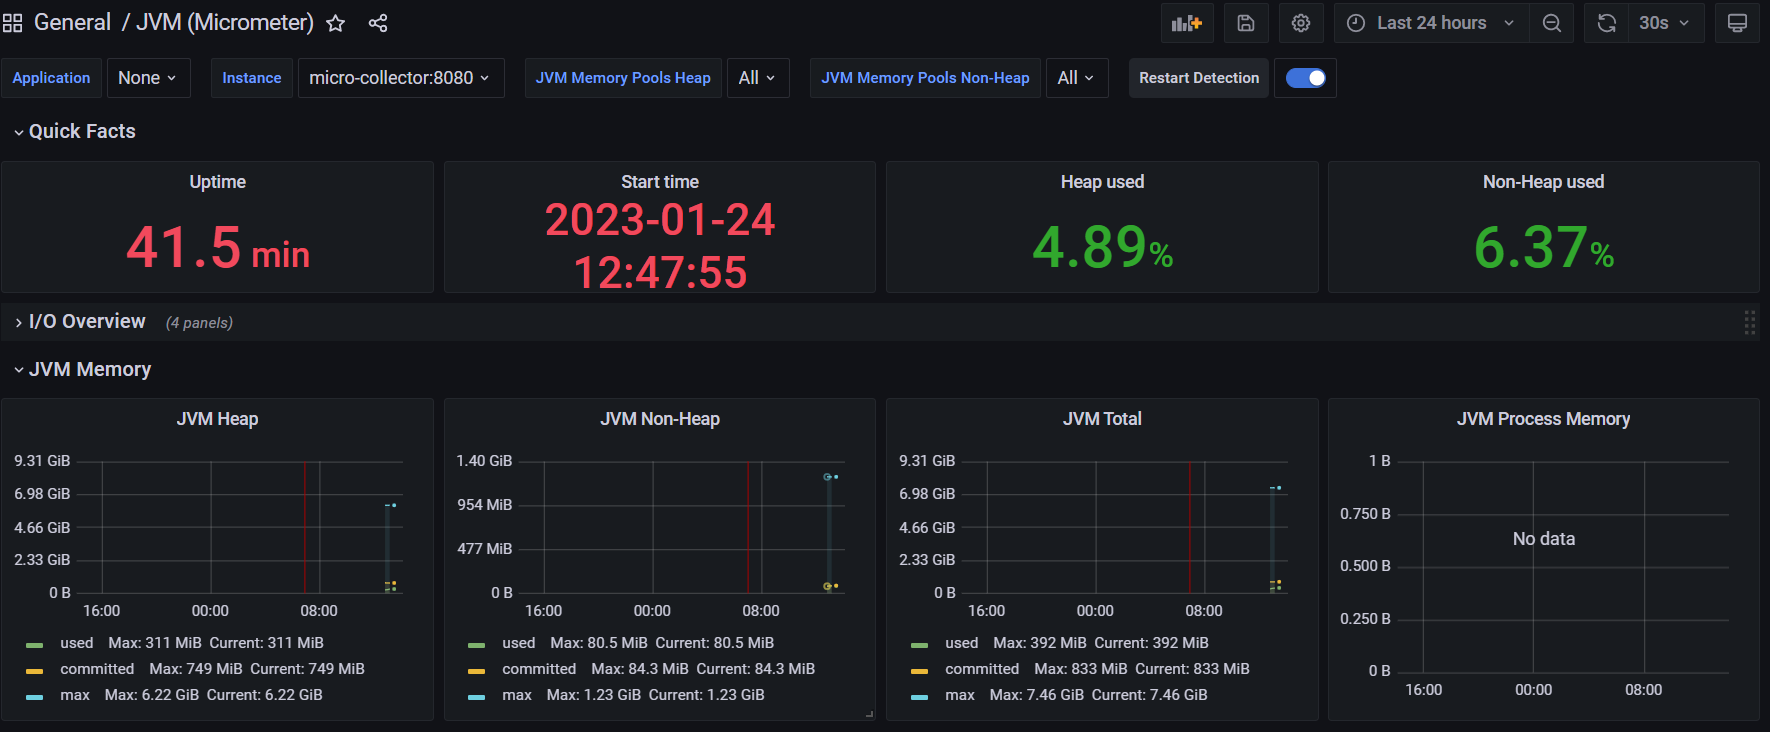 General / JVM (Micrometer)
Last 24 hours
30s
Application
None
Instance
micro-collector:8080
JVM Memory Pools Heap
All
JVM Memory Pools Non-Heap
All
Restart Detection
Quick Facts
Uptime
41.5 min
Start time
2023-01-24
12:47:55
Heap used
4.89%
Non-Heap used
6.37%
I/O Overview (4 panels)
JVM Memory
JVM Heap
9.31 GiB
6.98 GiB
4.66 GiB
2.33 GiB
0 B
16:00 00:00 08:00
used Max: 311 MiB Current: 311 MiB
committed Max: 749 MiB Current: 749 MiB
max Max: 6.22 GiB Current: 6.22 GiB
JVM Non-Heap
1.40 GiB
954 MiB
477 MiB
0 B
16:00 00:00 08:00
used Max: 80.5 MiB Current: 80.5 MiB
committed Max: 84.3 MiB Current: 84.3 MiB
max Max: 1.23 GiB Current: 1.23 GiB
JVM Total
9.31 GiB
6.98 GiB
4.66 GiB
2.33 GiB
0 B
16:00 00:00 08:00
used Max: 392 MiB Current: 392 MiB
committed Max: 833 MiB Current: 833 MiB
max Max: 7.46 GiB Current: 7.46 GiB
JVM Process Memory
1 B
0.750 B
0.500 B
0.250 B
0 B
No data
16:00 00:00 08:00